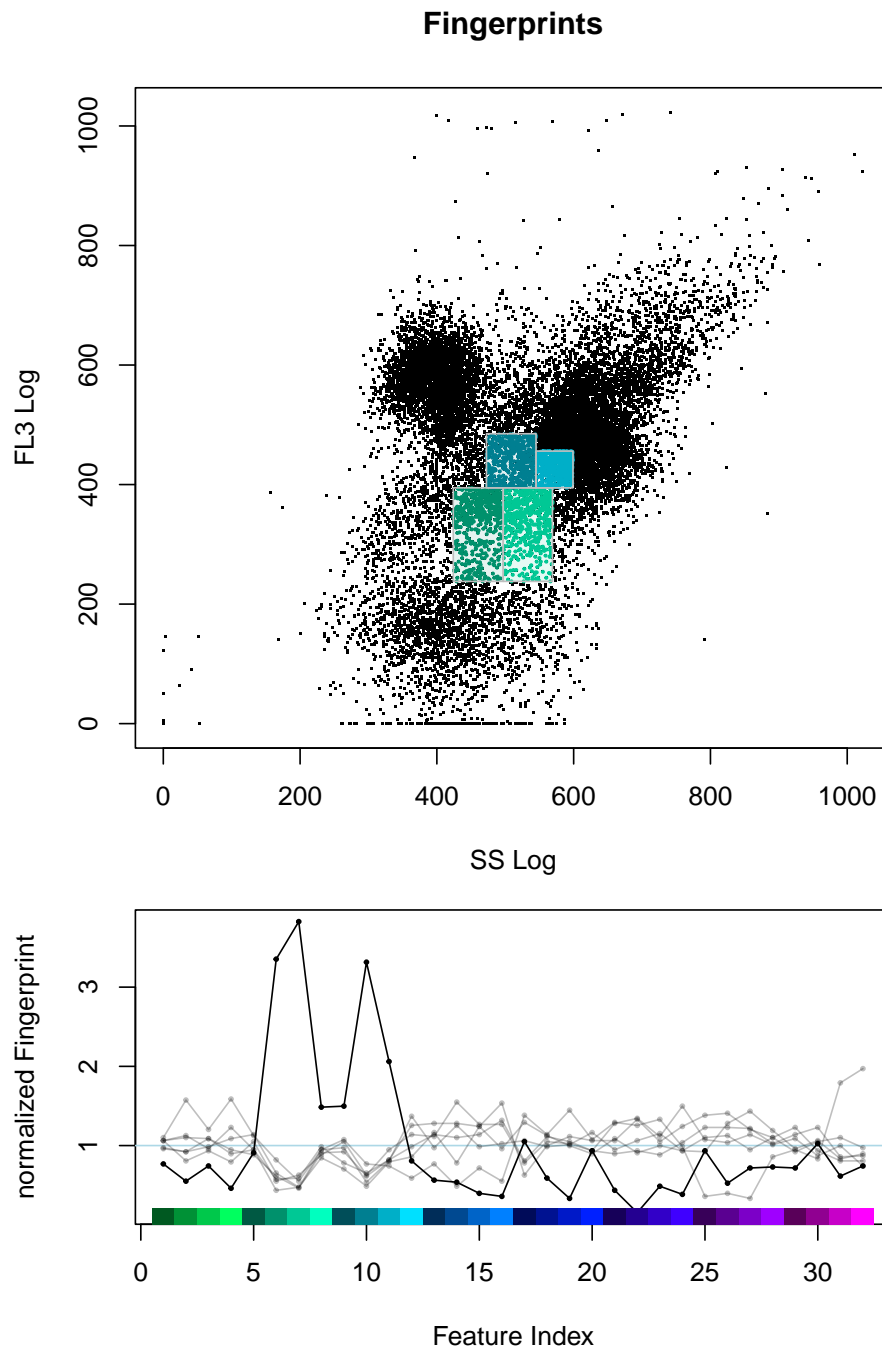 Fingerprints
1000
800
600
400
200
0
FL3 Log
0 200 400 600 800 1000
SS Log
3
2
1
normalized Fingerprint
0 5 10 15 20 25 30
Feature Index